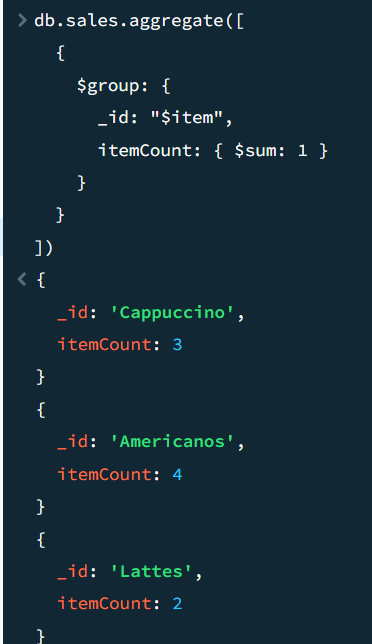 > db.sales.aggregate([
{
$group: {
_id: "$item",
itemCount: { $sum: 1 }
}
}
])
< {
_id: 'Cappuccino',
itemCount: 3
}
{
_id: 'Americanos',
itemCount: 4
}
{
_id: 'Lattes',
itemCount: 2
}